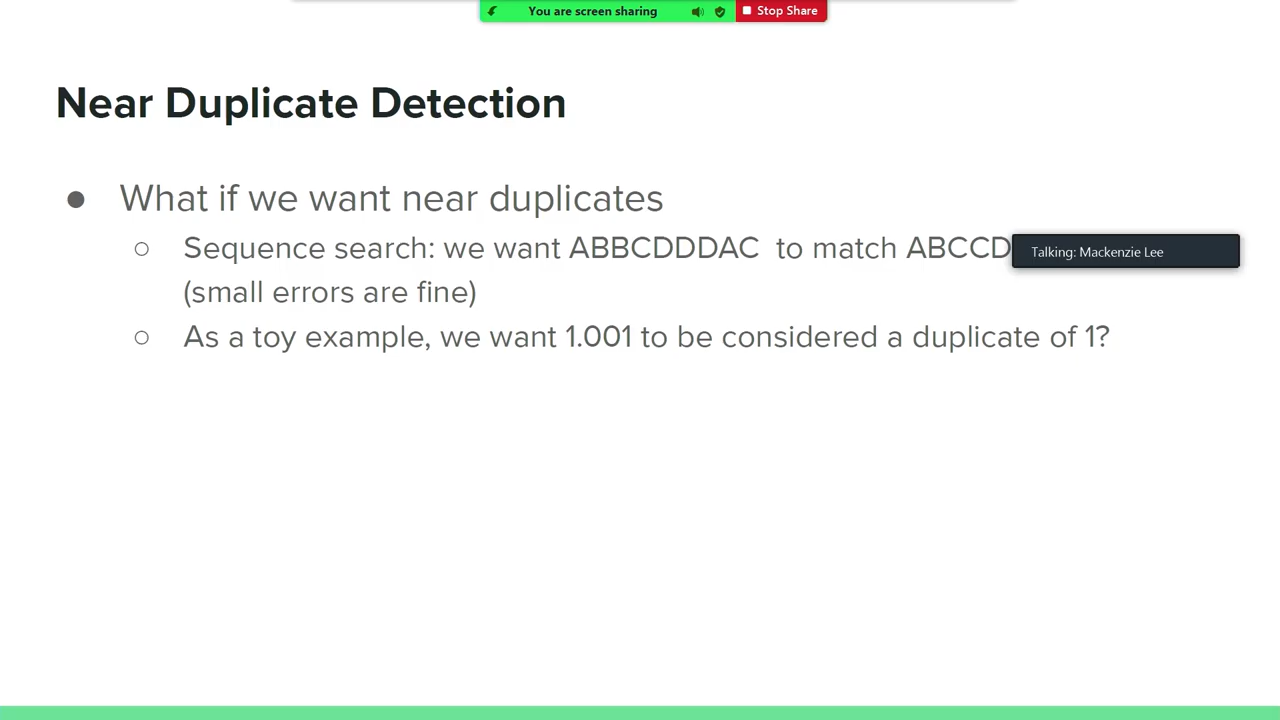 You are screen sharing
Stop Share
Near Duplicate Detection
What if we want near duplicates
Sequence search: we want ABBCDDDAC to match ABCCD
Talking: Mackenzie Lee
(small errors are fine)
As a toy example, we want 1.001 to be considered a duplicate of 1?